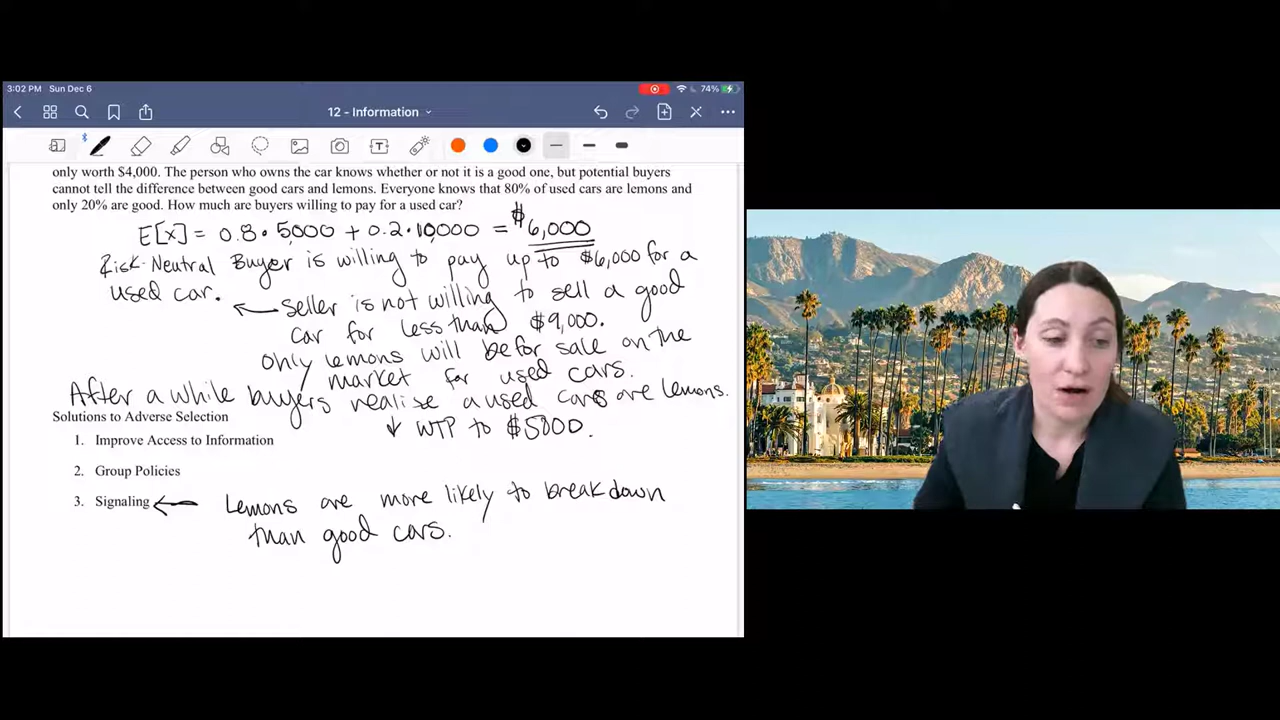 3:02 PM Sun Dec 6
74%
12 - Information
T
only worth $4,000. The person who owns the car knows whether or not it is a good one, but potential buyers
cannot tell the difference between good cars and lemons. Everyone knows that 80% of used cars are lemons and
only 20% are good. How much are buyers willing to pay for a used car?
E[x] = 0.8 • 5,000 + 0.2 • 10,000 = $6,000
Risk-Neutral Buyer is willing to pay up to $6,000 for a
used car.
← seller is not willing to sell a good
car for less than $9,000.
only lemons will be for sale on the
market for used cars.
After a while buyers realise a used cars are lemons.
↓ WTP to $5000.
Solutions to Adverse Selection
1. Improve Access to Information
2. Group Policies
3. Signaling ← Lemons are more likely to break down
than good cars.